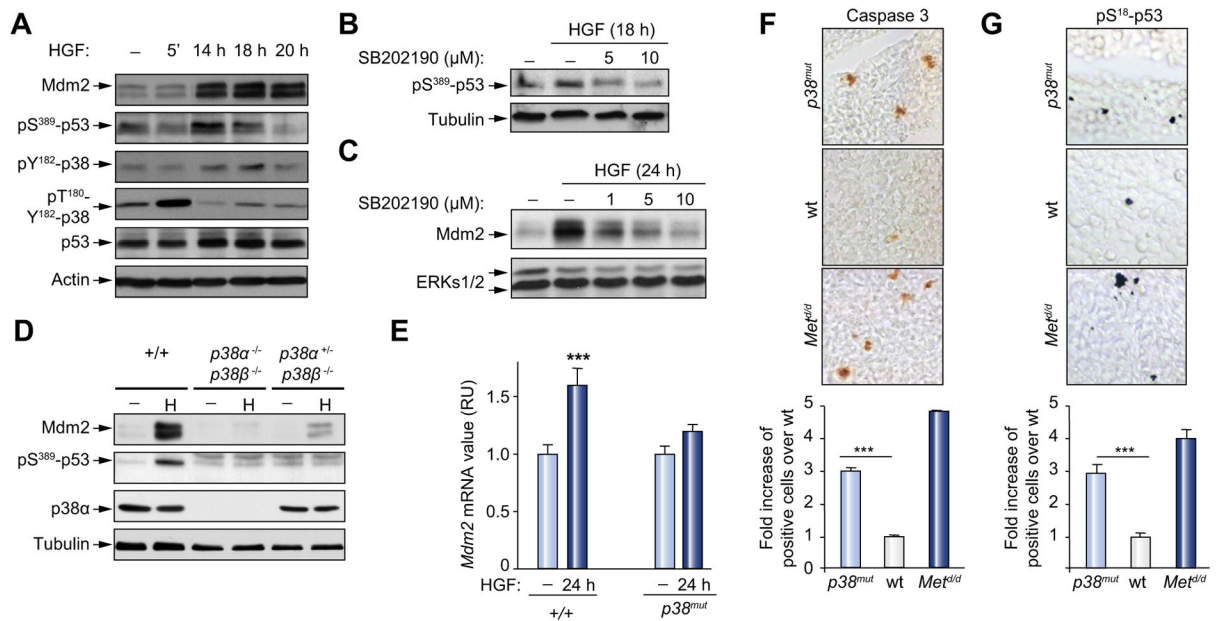 A
HGF: – 5' 14 h 18 h 20 h
Mdm2
pS³⁸⁹-p53
pY¹⁸²-p38
pT¹⁸⁰-
Y¹⁸²-p38
p53
Actin
B
HGF (18 h)
SB202190 (µM): – – 5 10
pS³⁸⁹-p53
Tubulin
C
HGF (24 h)
SB202190 (µM): – – 1 5 10
Mdm2
ERKs1/2
D
+/+ p38α⁻/⁻ p38α⁺/⁻
p38β⁻/⁻ p38β⁻/⁻
– H – H – H
Mdm2
pS³⁸⁹-p53
p38α
Tubulin
E
Mdm2 mRNA value (RU)
1.5
1.0
0.5
0
***
HGF: – 24 h – 24 h
+/+ p38ᵐᵘᵗ
F
Caspase 3
p38ᵐᵘᵗ
wt
Metᵈ/ᵈ
Fold increase of
positive cells over wt
5
4
3
2
1
0
***
p38ᵐᵘᵗ wt Metᵈ/ᵈ
G
pS¹⁸-p53
p38ᵐᵘᵗ
wt
Metᵈ/ᵈ
Fold increase of
positive cells over wt
5
4
3
2
1
0
***
p38ᵐᵘᵗ wt Metᵈ/ᵈ